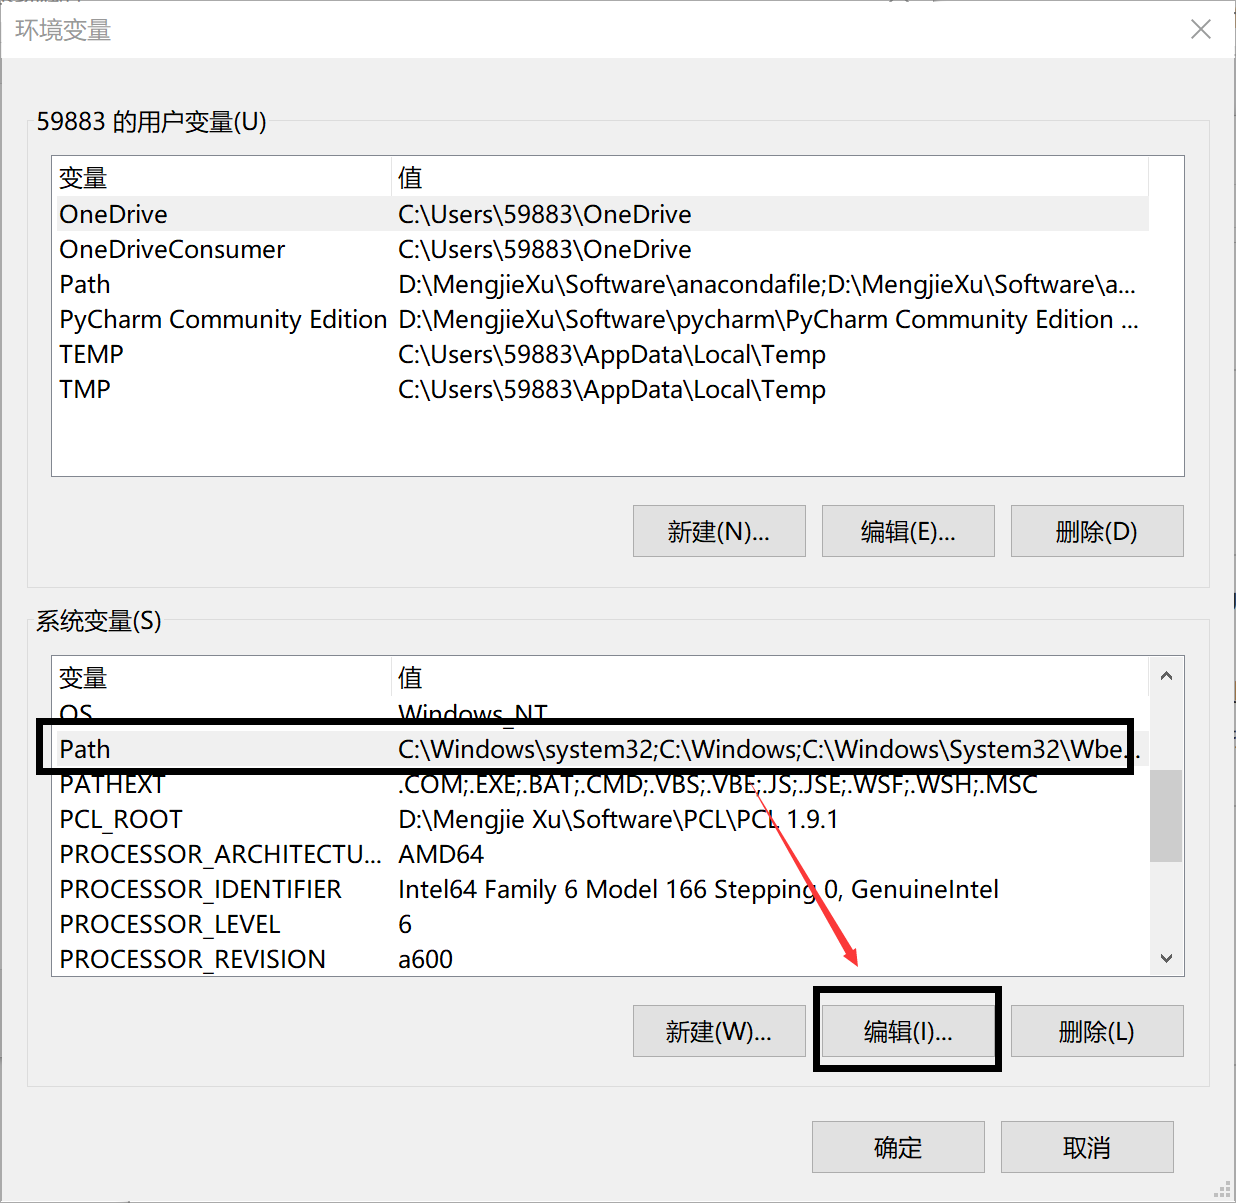 环境变量
59883 的用户变量(U)
变量 值
OneDrive C:\Users\59883\OneDrive
OneDriveConsumer C:\Users\59883\OneDrive
Path D:\MengjieXu\Software\anacondafile;D:\MengjieXu\Software\a...
PyCharm Community Edition D:\MengjieXu\Software\pycharm\PyCharm Community Edition ...
TEMP C:\Users\59883\AppData\Local\Temp
TMP C:\Users\59883\AppData\Local\Temp
新建(N)... 编辑(E)... 删除(D)
系统变量(S)
变量 值
OS Windows_NT
Path C:\Windows\system32;C:\Windows;C:\Windows\System32\Wbe...
PATHEXT .COM;.EXE;.BAT;.CMD;.VBS;.VBE;.JS;.JSE;.WSF;.WSH;.MSC
PCL_ROOT D:\Mengjie Xu\Software\PCL\PCL 1.9.1
PROCESSOR_ARCHITECTU... AMD64
PROCESSOR_IDENTIFIER Intel64 Family 6 Model 166 Stepping 0, GenuineIntel
PROCESSOR_LEVEL 6
PROCESSOR_REVISION a600
新建(W)... 编辑(I)... 删除(L)
确定 取消